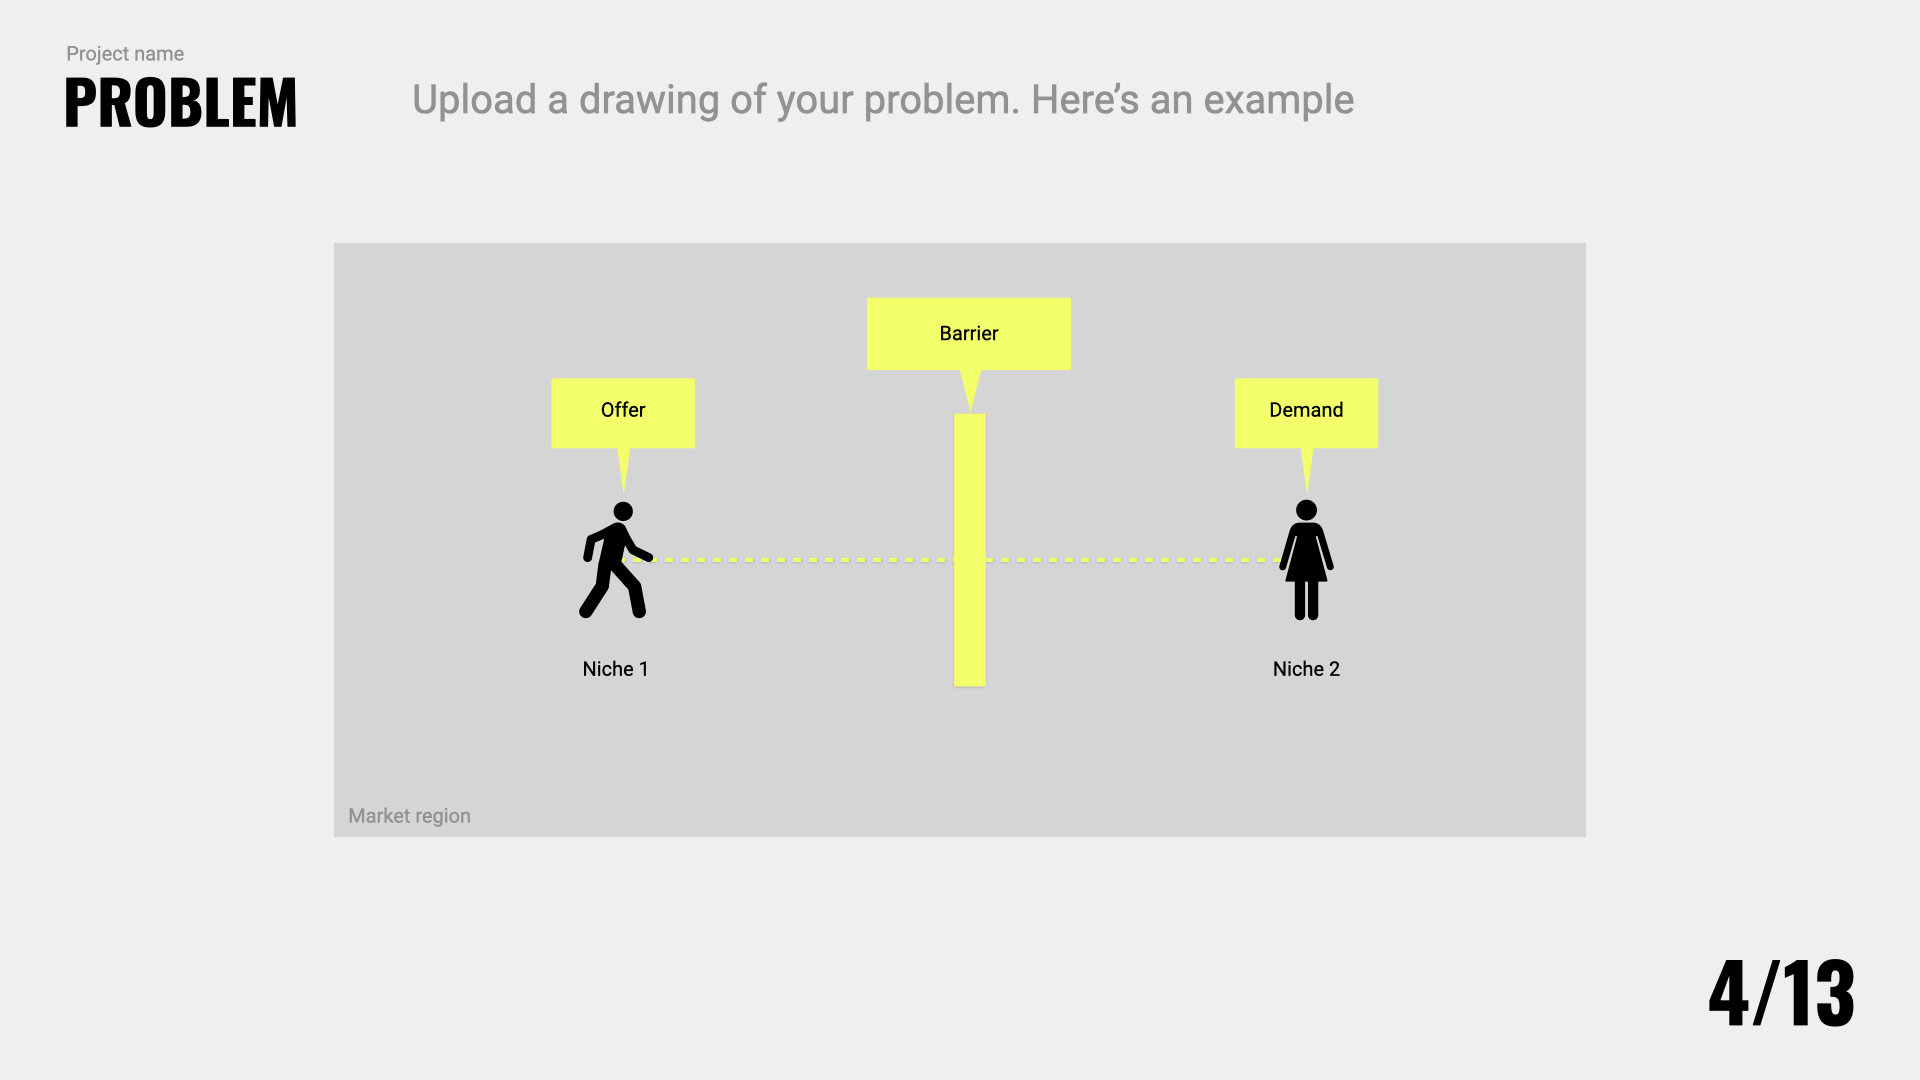 Project name
PROBLEM
Upload a drawing of your problem. Here’s an example
Barrier
Offer
Demand
Niche 1
Niche 2
Market region
4/13